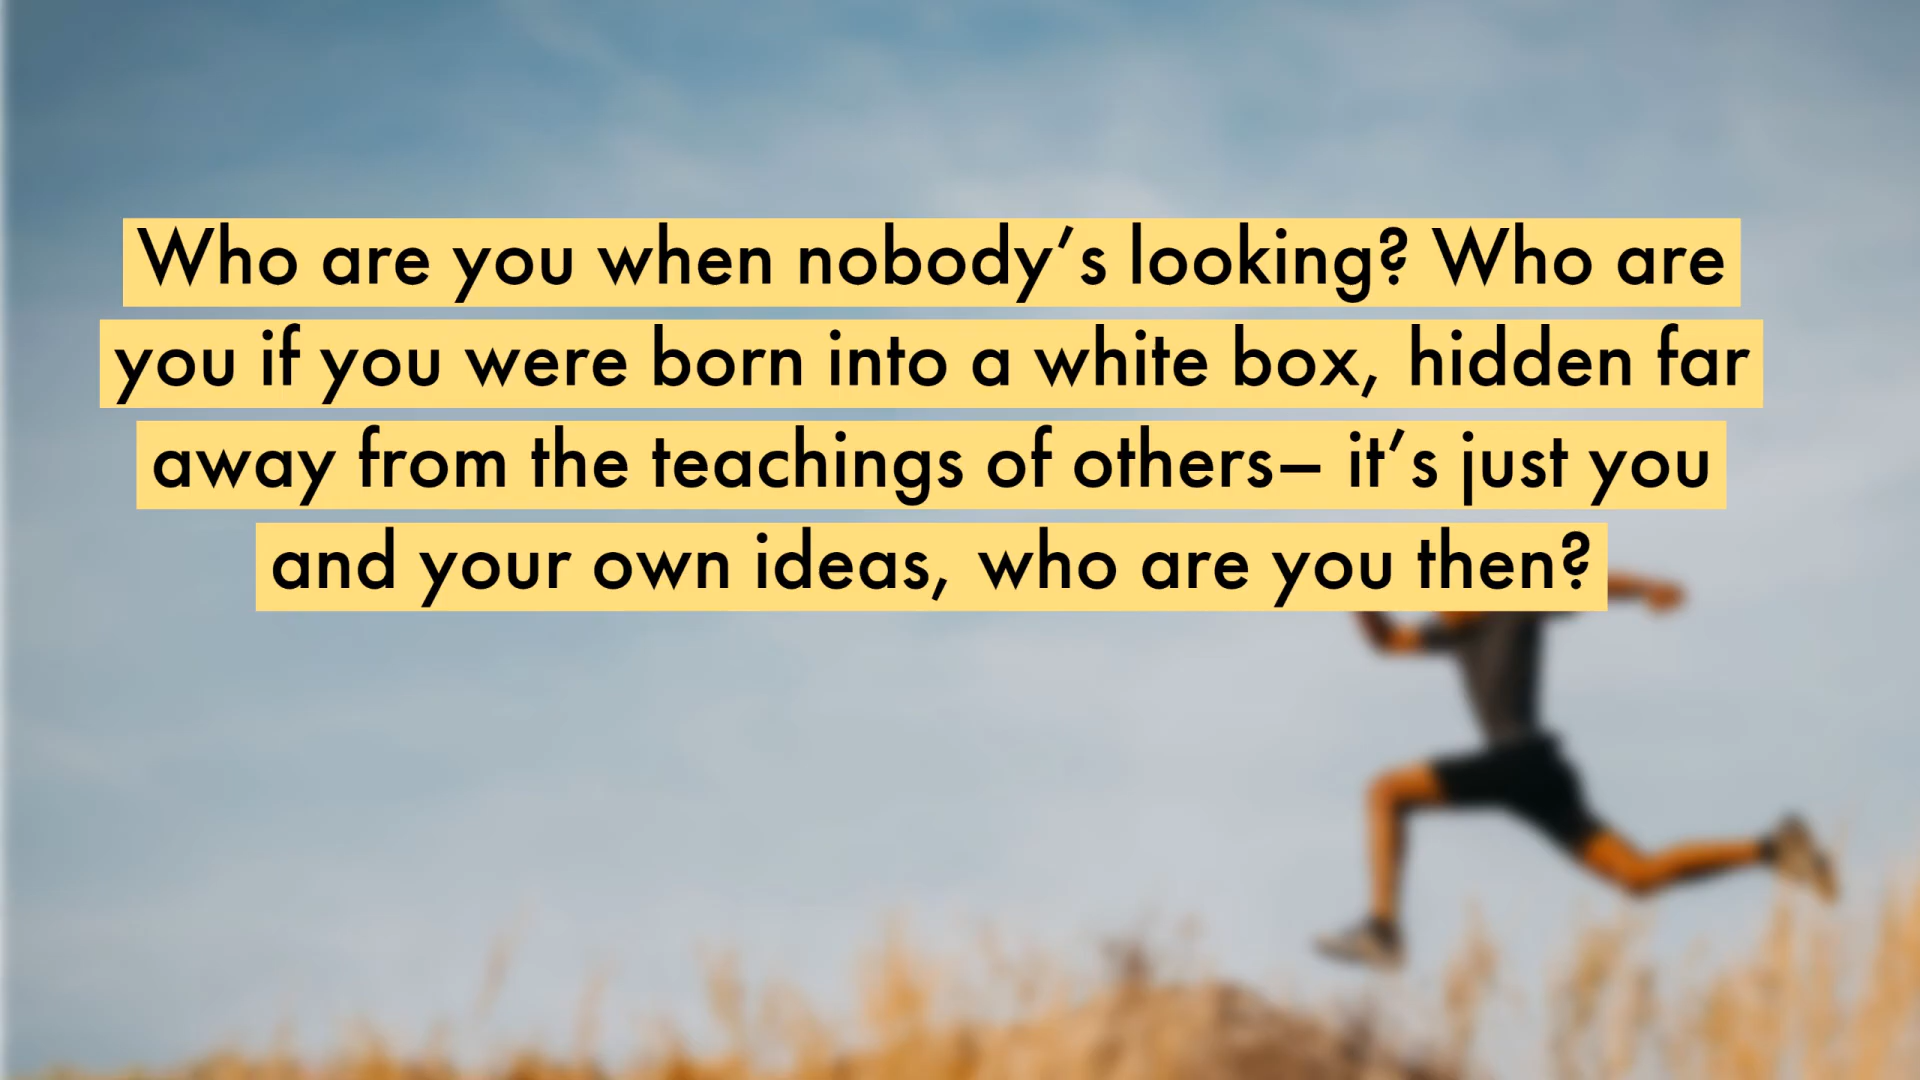 Who are you when nobody’s looking? Who are
you if you were born into a white box, hidden far
away from the teachings of others– it’s just you
and your own ideas, who are you then?